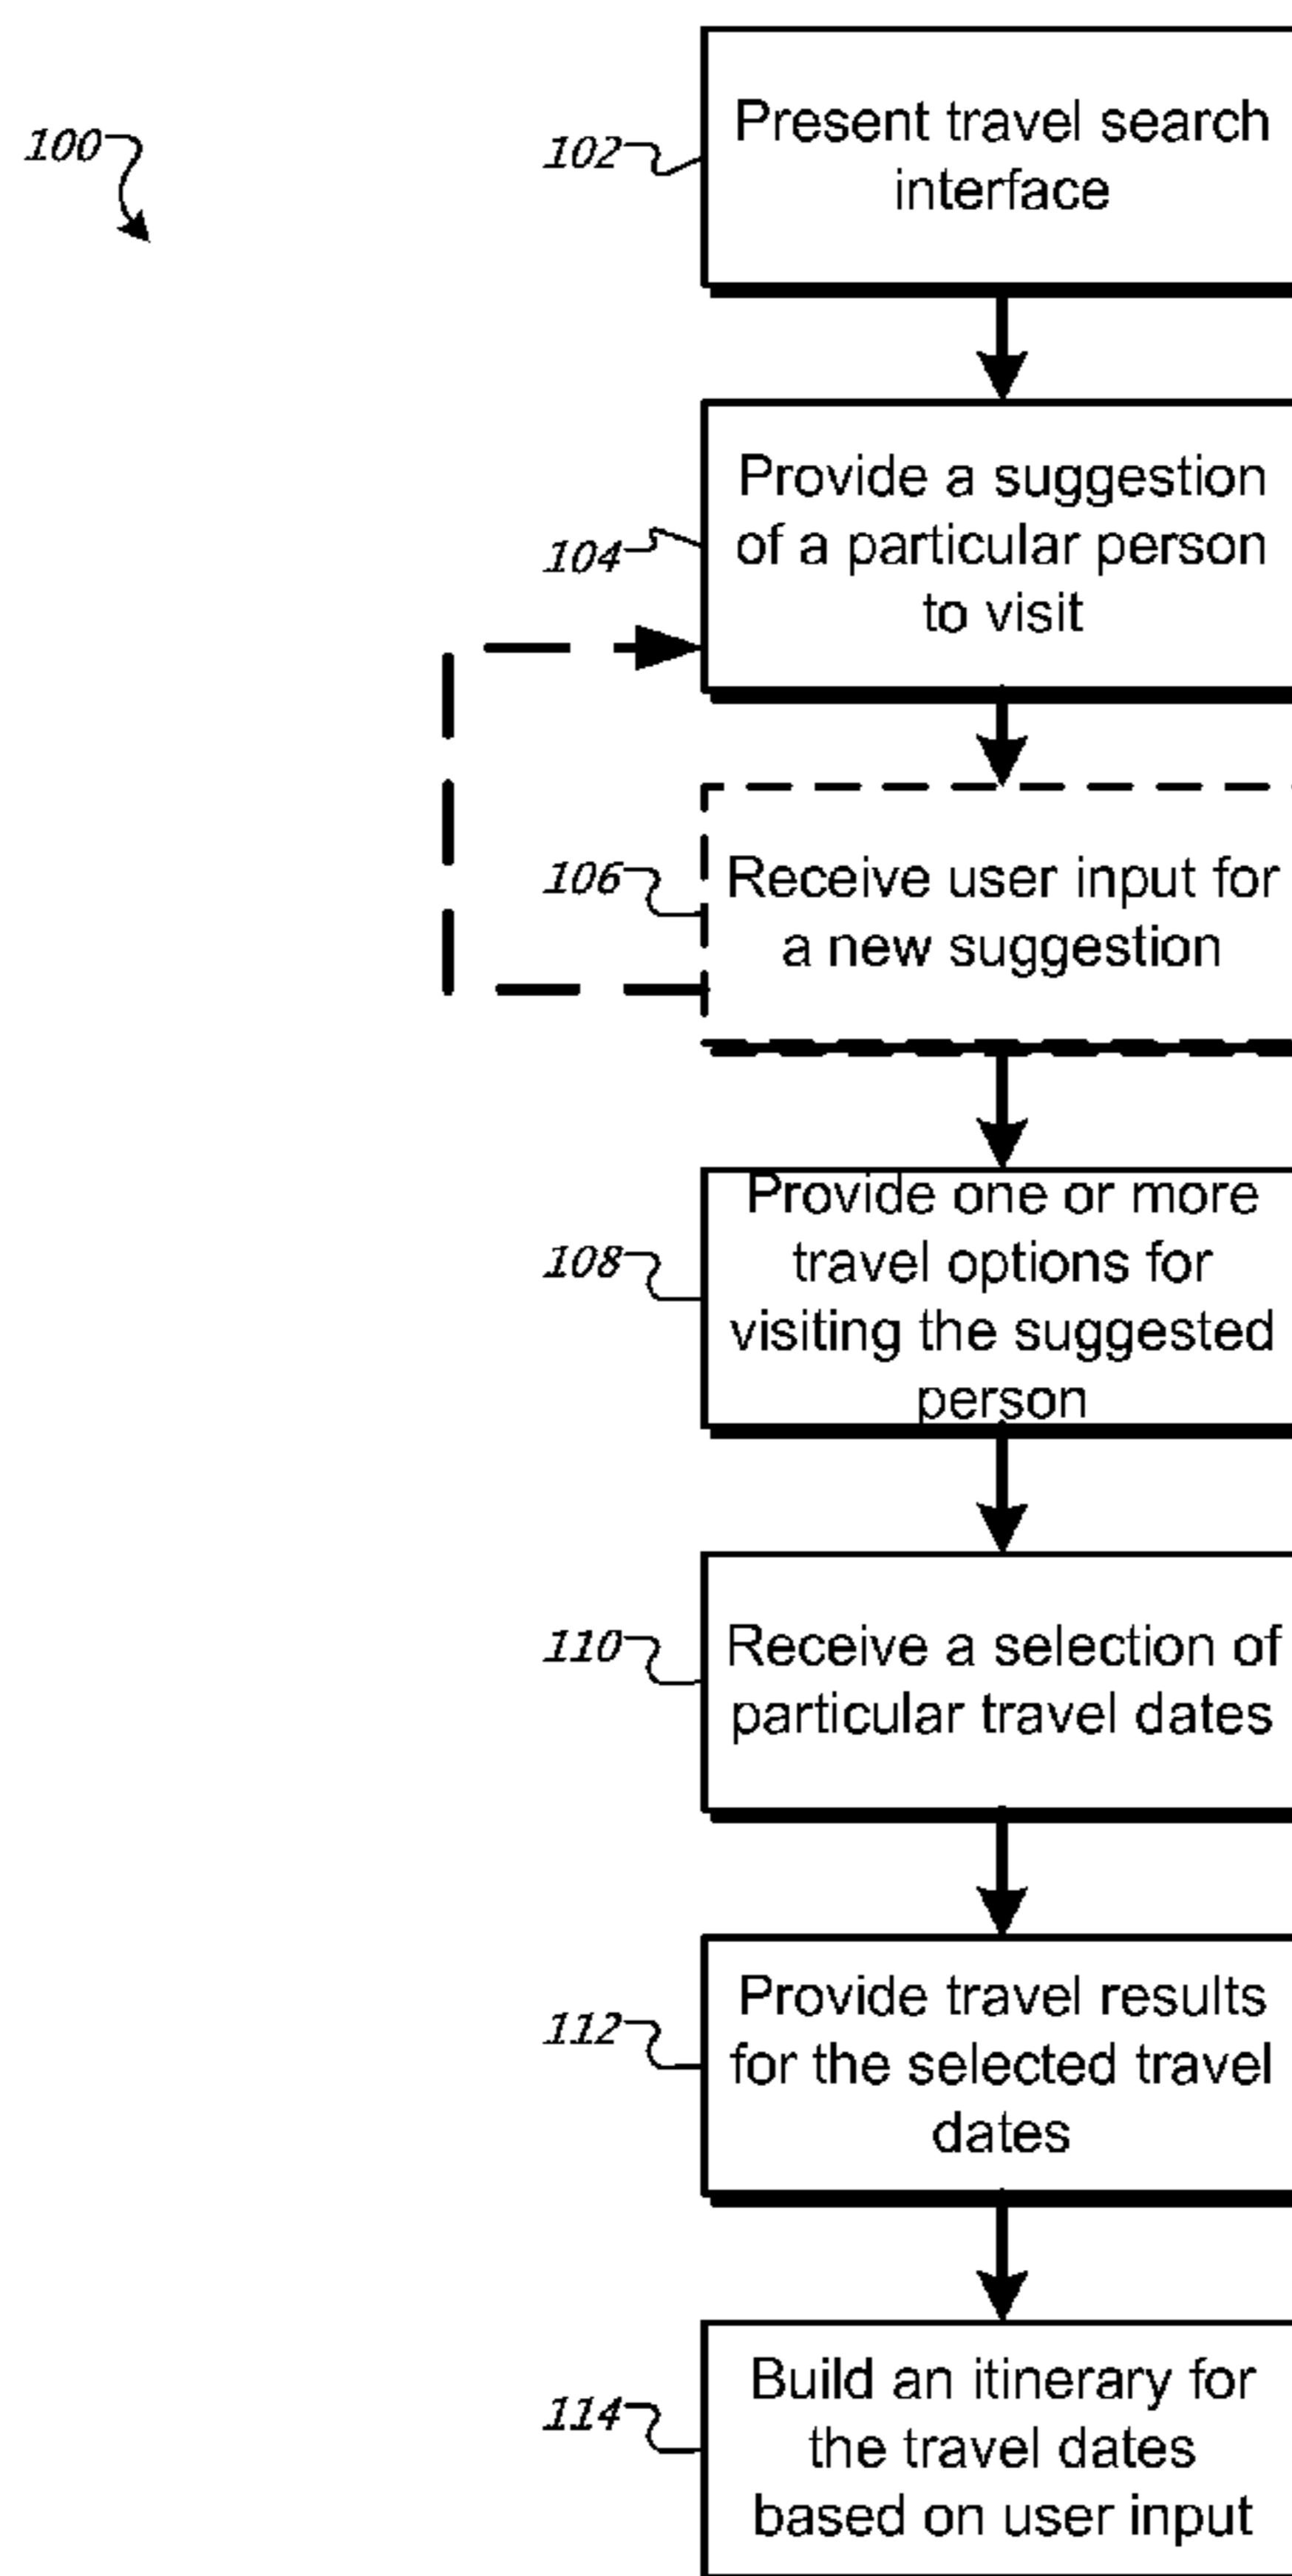 100
102
Present travel search
interface
104
Provide a suggestion
of a particular person
to visit
106
Receive user input for
a new suggestion
108
Provide one or more
travel options for
visiting the suggested
person
110
Receive a selection of
particular travel dates
112
Provide travel results
for the selected travel
dates
114
Build an itinerary for
the travel dates
based on user input